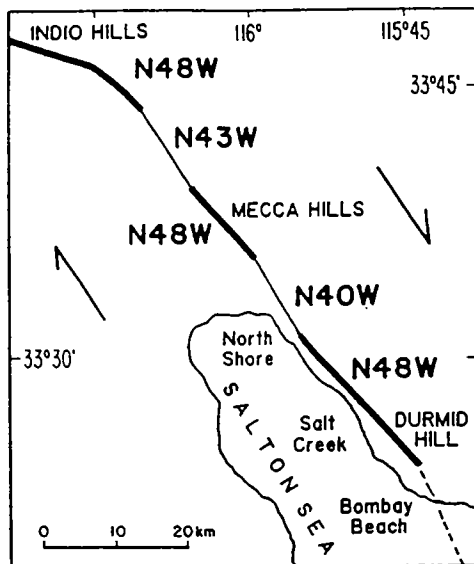 INDIO HILLS
116°
115°45
N48W
33°45'
N43W
MECCA HILLS
N48W
N40W
33°30'
North
Shore
N48W
SALTON SEA
Salt
Creek
DURMID
HILL
Bombay
Beach
0 10 20km